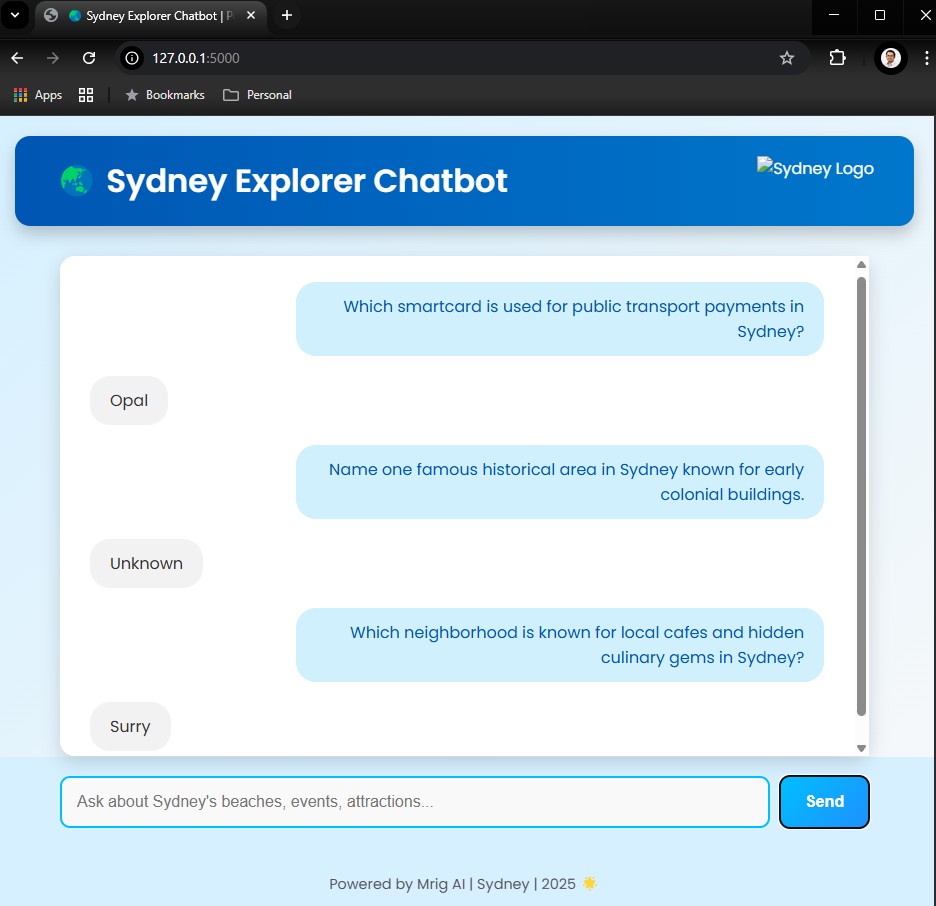 Sydney Explorer Chatbot | P
127.0.0.1:5000
Apps
Bookmarks
Personal
Sydney Explorer Chatbot
Sydney Logo
Which smartcard is used for public transport payments in
Sydney?
Opal
Name one famous historical area in Sydney known for early
colonial buildings.
Unknown
Which neighborhood is known for local cafes and hidden
culinary gems in Sydney?
Surry
Ask about Sydney's beaches, events, attractions...
Send
Powered by Mrig AI | Sydney | 2025